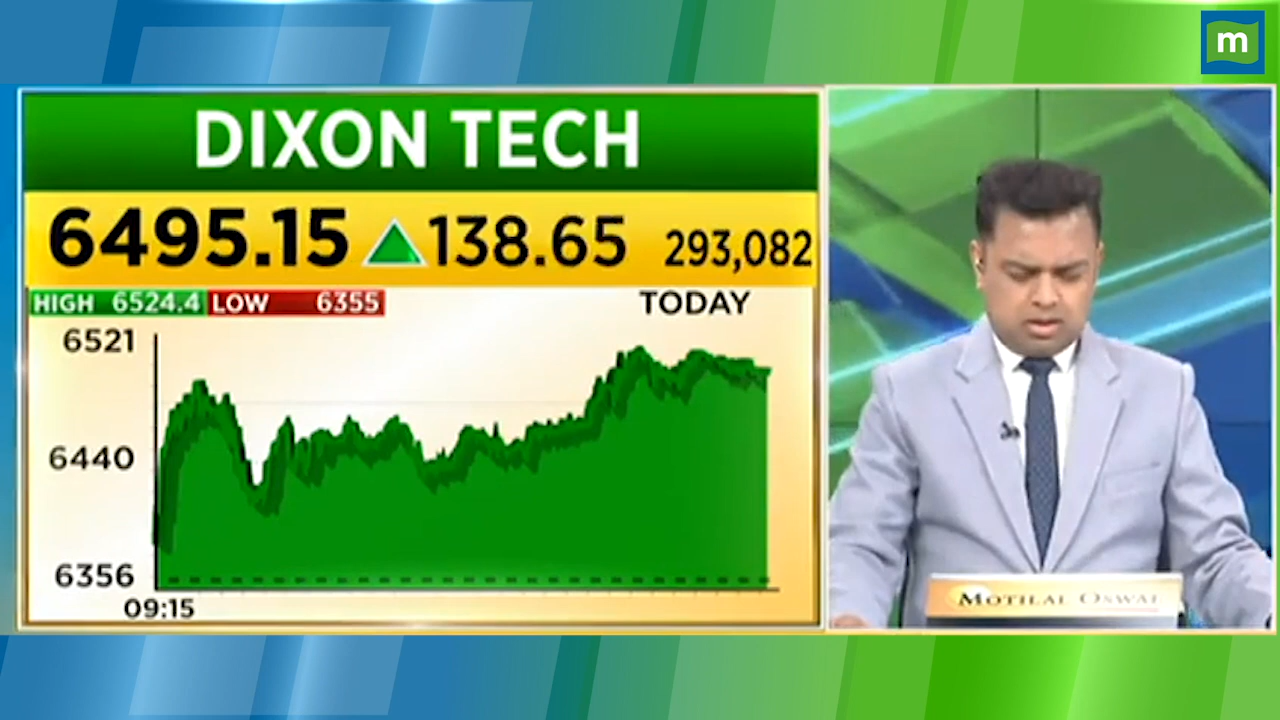 m
DIXON TECH
6495.15 ▲ 138.65 293,082
HIGH 6524.4 LOW 6355 TODAY
6521
6440
6356
09:15
MOTILAL OSWAL